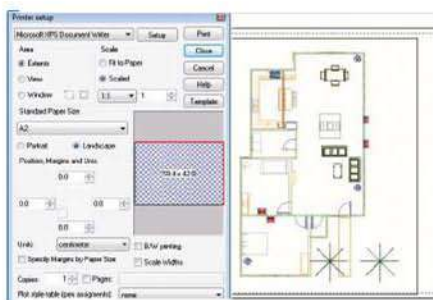 Printer setup
Microsoft XPS Document Writer Setup Print
Area Scale Close
Extents Fit to Paper Cancel
View Scaled Help
Window 1:1 1 Template
Standard Paper Size
A2
Portrait Landscape
Position, Margins and Units
0.0
0.0 0.0
0.0
Units centimeter B/W printing
Specify Margins by Paper Size Scale Widths
Copies 1 Pages:
Plot style table (pen assignments): none